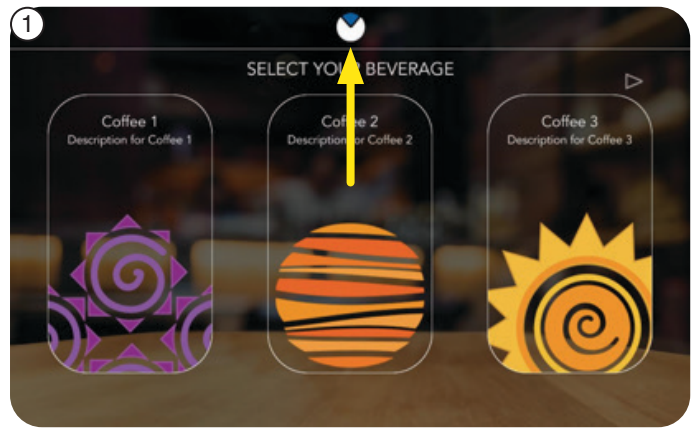 1
SELECT YOUR BEVERAGE
Coffee 1
Description for Coffee 1
Coffee 2
Description for Coffee 2
Coffee 3
Description for Coffee 3